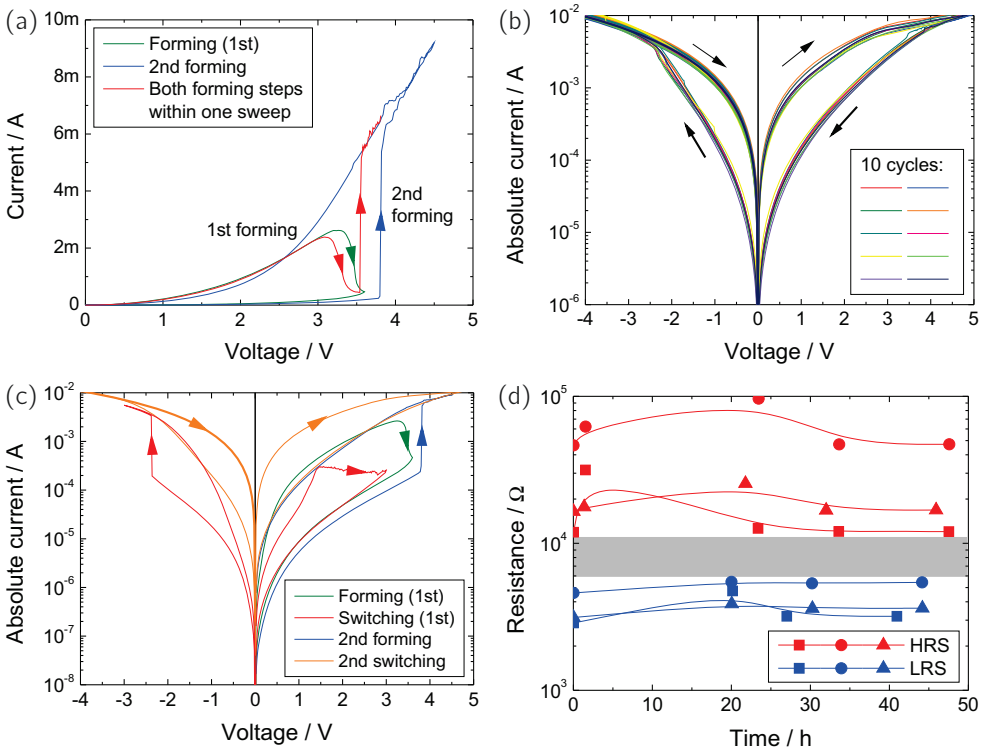 (a)
10m
8m
6m
4m
2m
0
Current / A
Forming (1st)
2nd forming
Both forming steps
within one sweep
1st forming
2nd
forming
0 1 2 3 4 5
Voltage / V
(b)
10⁻²
10⁻³
10⁻⁴
10⁻⁵
10⁻⁶
Absolute current / A
10 cycles:
-4 -3 -2 -1 0 1 2 3 4 5
Voltage / V
(c)
10⁻²
10⁻³
10⁻⁴
10⁻⁵
10⁻⁶
10⁻⁷
10⁻⁸
Absolute current / A
Forming (1st)
Switching (1st)
2nd forming
2nd switching
-4 -3 -2 -1 0 1 2 3 4 5
Voltage / V
(d)
10⁵
10⁴
10³
Resistance / Ω
HRS
LRS
0 10 20 30 40 50
Time / h